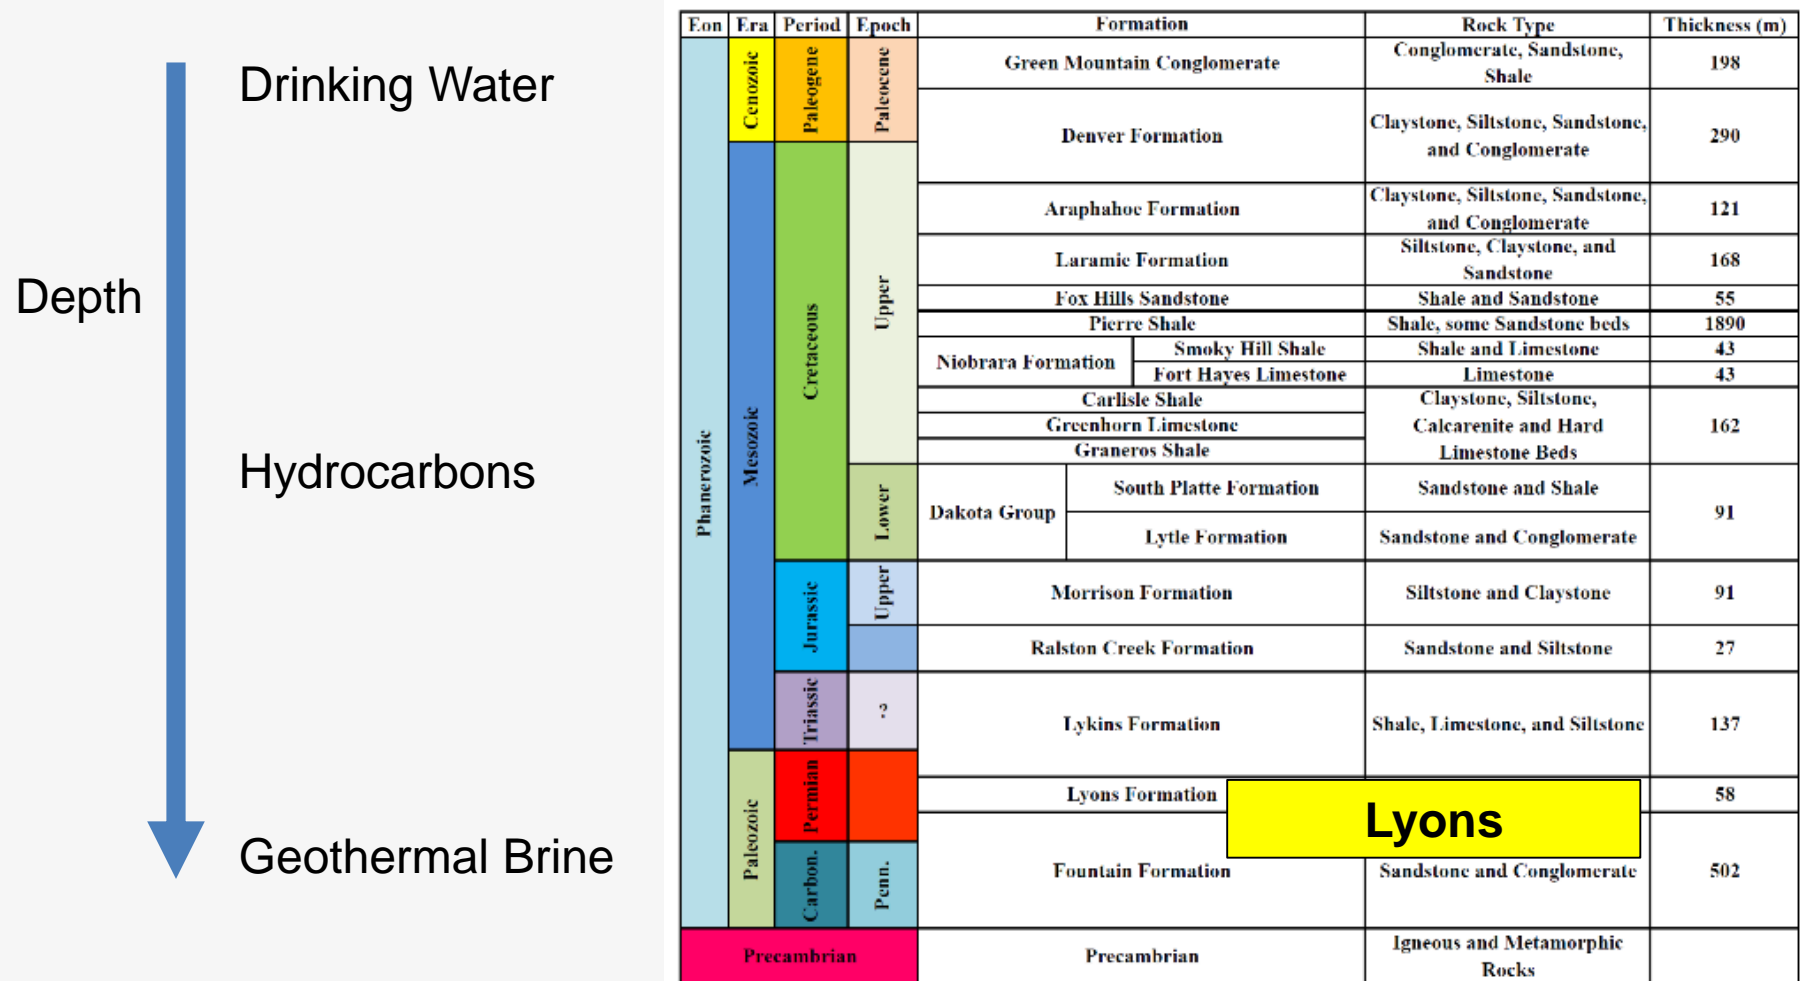 Drinking Water
Depth
Hydrocarbons
Geothermal Brine
Eon Era Period Epoch Formation Rock Type Thickness (m)
Phanerozoic
Cenozoic
Mesozoic
Paleozoic
Paleogene
Cretaceous
Jurassic
Triassic
Permian
Carbon.
Paleocene
Upper
Lower
Upper
?
Penn.
Green Mountain Conglomerate
Conglomerate, Sandstone,
Shale
198
Denver Formation
Claystone, Siltstone, Sandstone,
and Conglomerate
290
Araphahoe Formation
Claystone, Siltstone, Sandstone,
and Conglomerate
121
Laramie Formation
Siltstone, Claystone, and
Sandstone
168
Fox Hills Sandstone Shale and Sandstone 55
Pierre Shale Shale, some Sandstone beds 1890
Niobrara Formation
Smoky Hill Shale Shale and Limestone 43
Fort Hayes Limestone Limestone 43
Carlisle Shale
Greenhorn Limestone
Graneros Shale
Claystone, Siltstone,
Calcarenite and Hard
Limestone Beds
162
Dakota Group
South Platte Formation Sandstone and Shale
Lytle Formation Sandstone and Conglomerate
91
Morrison Formation Siltstone and Claystone 91
Ralston Creek Formation Sandstone and Siltstone 27
Lykins Formation Shale, Limestone, and Siltstone 137
Lyons Formation 58
Lyons
Fountain Formation Sandstone and Conglomerate 502
Precambrian Precambrian
Igneous and Metamorphic
Rocks